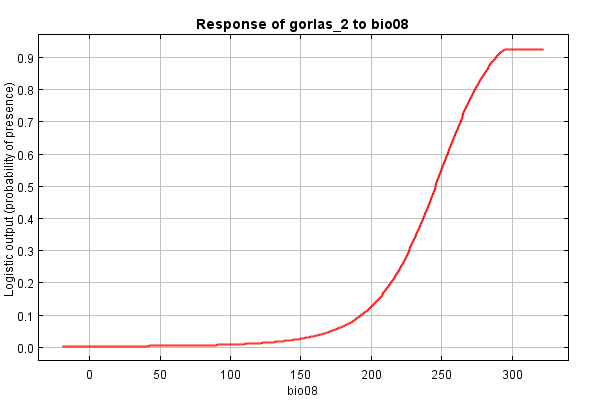 Response of gorlas_2 to bio08
Logistic output (probability of presence)
0.9
0.8
0.7
0.6
0.5
0.4
0.3
0.2
0.1
0.0
0 50 100 150 200 250 300
bio08